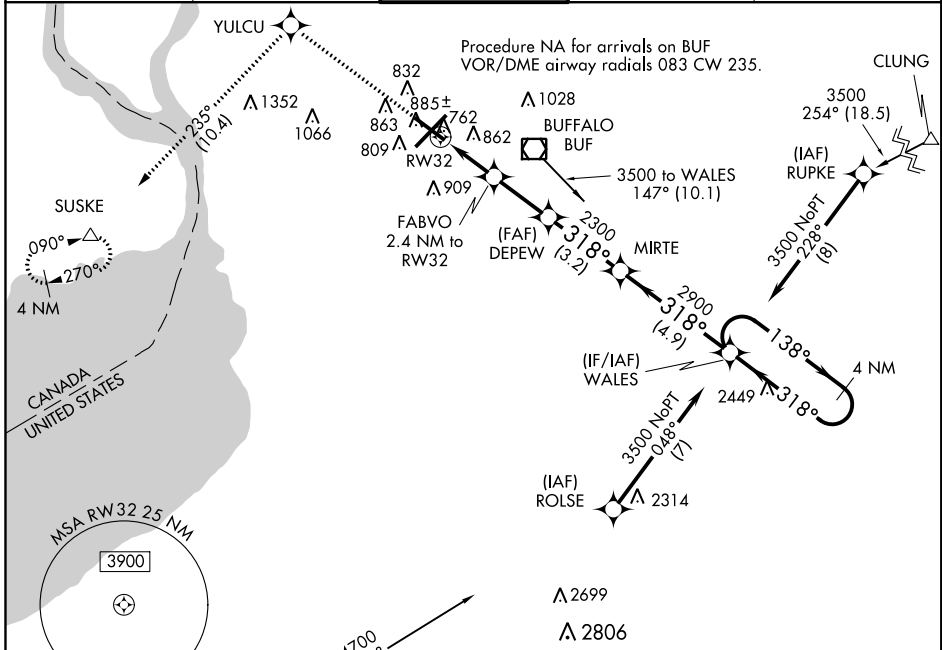 YULCU
Procedure NA for arrivals on BUF
VOR/DME airway radials 083 CW 235.
CLUNG
3500
254° (18.5)
832
1352
885±
1028
1066
863
762
862
809
RW32
BUFFALO
BUF
(IAF)
RUPKE
235°
(10.4)
909
3500 to WALES
147° (10.1)
SUSKE
090°
270°
4 NM
FABVO
2.4 NM to
RW32
(FAF)
DEPEW
2300
318°
(3.2)
MIRTE
3500 NoPT
228°
(8)
2900
318°
(4.9)
138°
4 NM
318°
(IF/IAF)
WALES
2449
CANADA
UNITED STATES
3500 NoPT
048°
(7)
(IAF)
ROLSE
2314
MSA RW32 25 NM
3900
2699
2806
4700